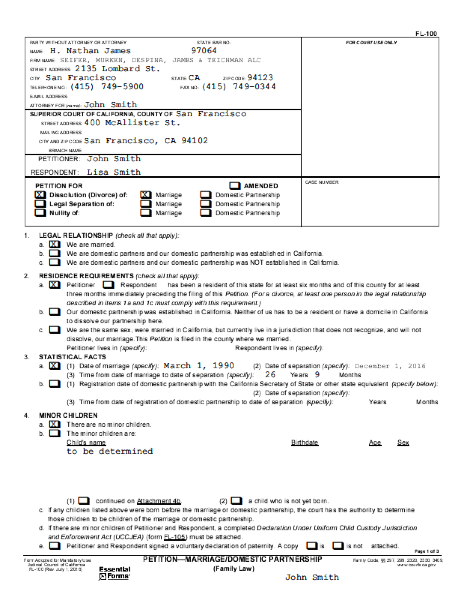 FL-100
PARTY WITHOUT ATTORNEY OR ATTORNEY STATE BAR NO: FOR COURT USE ONLY
NAME: H. Nathan James 97064
FIRM NAME: SEIFER, MURKEN, DESPINA, JAMES & TEICHMAN ALC
STREET ADDRESS: 2135 Lombard St.
CITY: San Francisco STATE: CA ZIP CODE: 94123
TELEPHONE NO.: (415) 749-5900 FAX NO.: (415) 749-0344
E-MAIL ADDRESS:
ATTORNEY FOR (name): John Smith
SUPERIOR COURT OF CALIFORNIA, COUNTY OF San Francisco
STREET ADDRESS: 400 McAllister St.
MAILING ADDRESS:
CITY AND ZIP CODE: San Francisco, CA 94102
BRANCH NAME:
PETITIONER: John Smith
RESPONDENT: Lisa Smith
PETITION FOR AMENDED CASE NUMBER:
X Dissolution (Divorce) of: X Marriage Domestic Partnership
Legal Separation of: Marriage Domestic Partnership
Nullity of: Marriage Domestic Partnership
1. LEGAL RELATIONSHIP (check all that apply):
a. X We are married.
b. We are domestic partners and our domestic partnership was established in California.
c. We are domestic partners and our domestic partnership was NOT established in California.
2. RESIDENCE REQUIREMENTS (check all that apply):
a. X Petitioner Respondent has been a resident of this state for at least six months and of this county for at least
three months immediately preceding the filing of this Petition. (For a divorce, at least one person in the legal relationship
described in items 1a and 1c must comply with this requirement.)
b. Our domestic partnership was established in California. Neither of us has to be a resident or have a domicile in California
to dissolve our partnership here.
c. We are the same sex, were married in California, but currently live in a jurisdiction that does not recognize, and will not
dissolve, our marriage. This Petition is filed in the county where we married.
Petitioner lives in (specify): Respondent lives in (specify):
3. STATISTICAL FACTS
a. X (1) Date of marriage (specify): March 1, 1990 (2) Date of separation (specify): December 1, 2016
(3) Time from date of marriage to date of separation (specify): 26 Years 9 Months
b. (1) Registration date of domestic partnership with the California Secretary of State or other state equivalent (specify below):
(2) Date of separation (specify):
(3) Time from date of registration of domestic partnership to date of separation (specify): Years Months
4. MINOR CHILDREN
a. X There are no minor children.
b. The minor children are:
Child's name Birthdate Age Sex
to be determined
(1) continued on Attachment 4b. (2) a child who is not yet born.
c. If any children listed above were born before the marriage or domestic partnership, the court has the authority to determine
those children to be children of the marriage or domestic partnership.
d. If there are minor children of Petitioner and Respondent, a completed Declaration Under Uniform Child Custody Jurisdiction
and Enforcement Act (UCCJEA) (form FL-105) must be attached.
e. Petitioner and Respondent signed a voluntary declaration of paternity. A copy is is not attached.
Page 1 of 3
Form Adopted for Mandatory Use PETITION—MARRIAGE/DOMESTIC PARTNERSHIP Family Code, §§
Judicial Council of California (Family Law)
FL-100 [Rev. July 1, 2016]
Essential Forms
John Smith